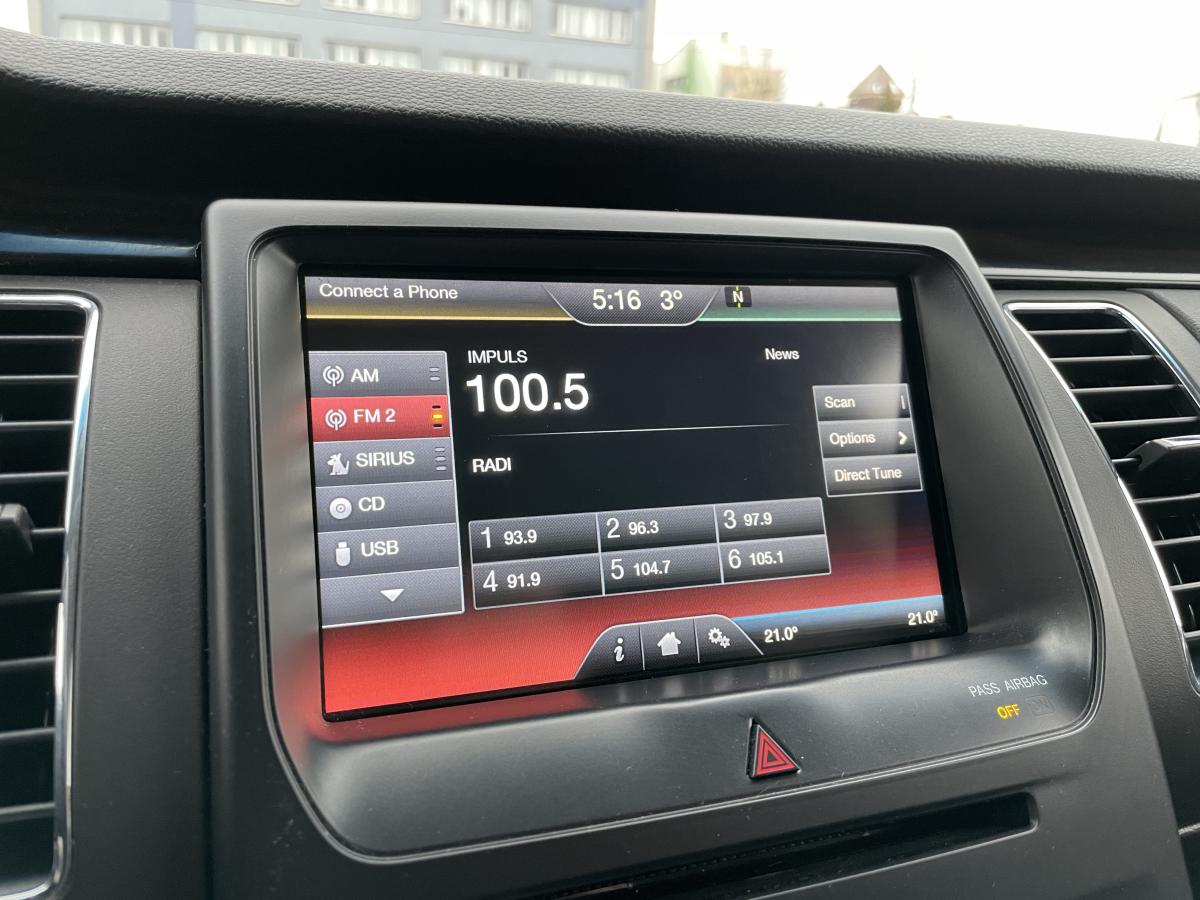 Connect a Phone
5:16 3°
N
IMPULS
News
100.5
RADI
AM
FM 2
SIRIUS
CD
USB
Scan
Options
Direct Tune
1 93.9
2 96.3
3 97.9
4 91.9
5 104.7
6 105.1
i
21.0°
21.0°
PASS AIRBAG
OFF